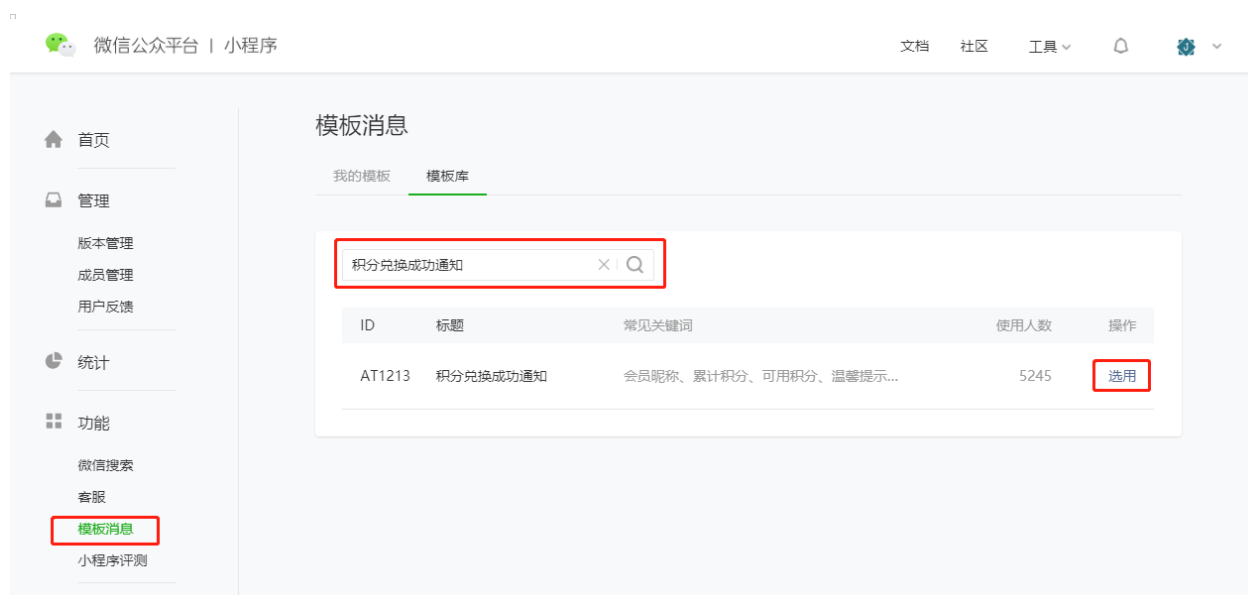 微信公众平台 | 小程序
文档 社区 工具
首页
管理
版本管理
成员管理
用户反馈
统计
功能
微信搜索
客服
模板消息
小程序评测
模板消息
我的模板 模板库
积分兑换成功通知
ID 标题 常见关键词 使用人数 操作
AT1213 积分兑换成功通知 会员昵称、累计积分、可用积分、温馨提示... 5245 选用